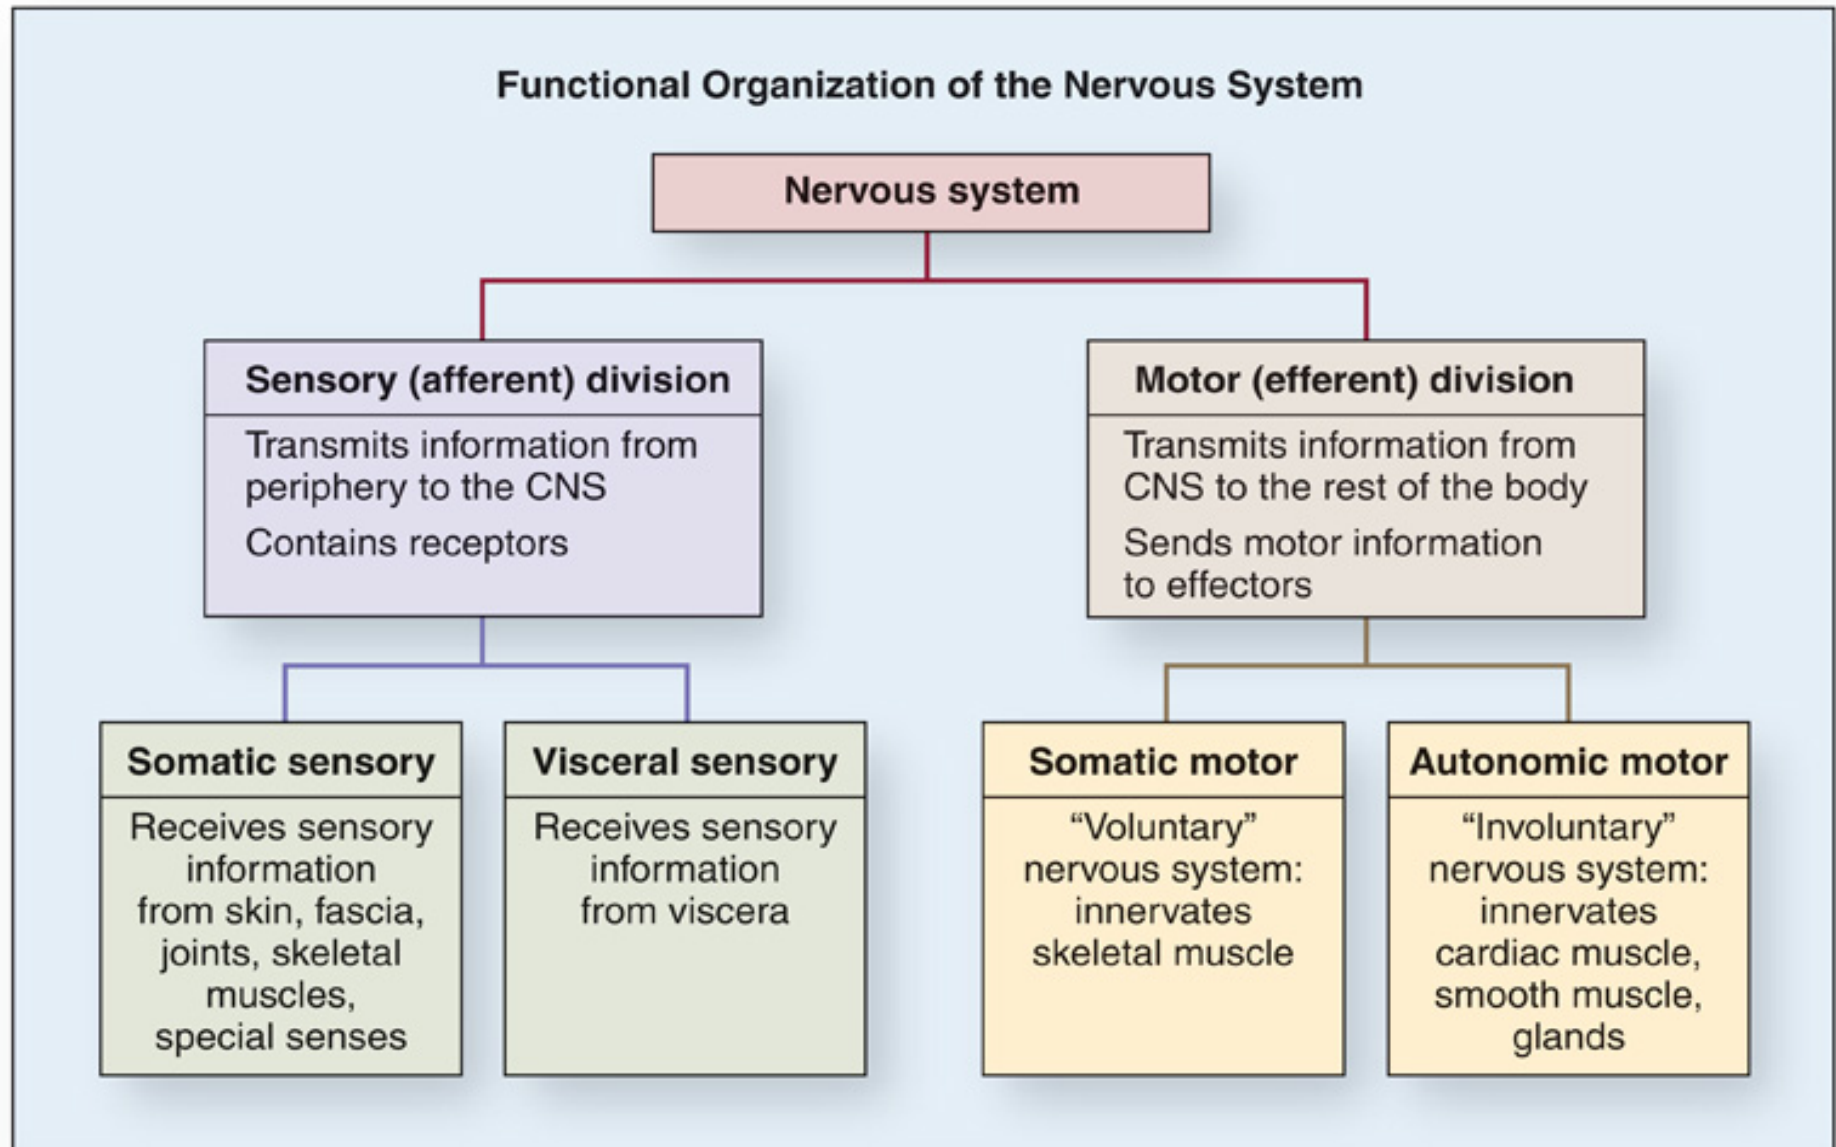 Functional Organization of the Nervous System
Nervous system
Sensory (afferent) division
Transmits information from
periphery to the CNS
Contains receptors
Motor (efferent) division
Transmits information from
CNS to the rest of the body
Sends motor information
to effectors
Somatic sensory
Receives sensory
information
from skin, fascia,
joints, skeletal
muscles,
special senses
Visceral sensory
Receives sensory
information
from viscera
Somatic motor
“Voluntary”
nervous system:
innervates
skeletal muscle
Autonomic motor
“Involuntary”
nervous system:
innervates
cardiac muscle,
smooth muscle,
glands